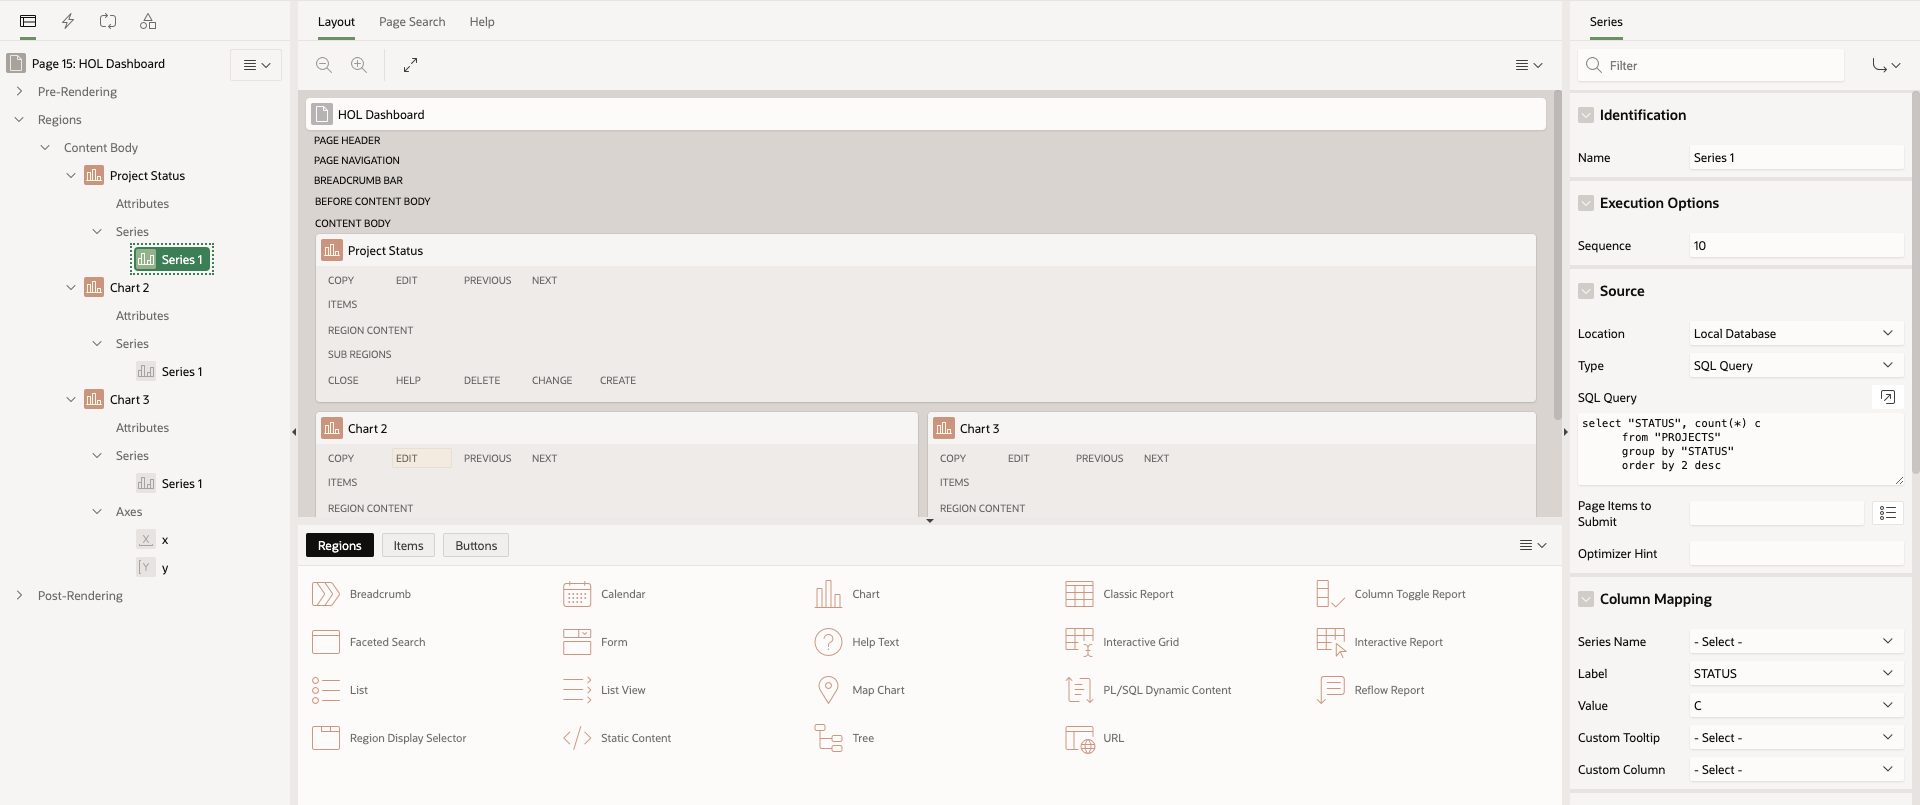 Page 15: HOL Dashboard
Pre-Rendering
Regions
Content Body
Project Status
Attributes
Series
Series 1
Chart 2
Attributes
Series
Series 1
Chart 3
Attributes
Series
Series 1
Axes
X x
Y y
Post-Rendering
Layout Page Search Help
HOL Dashboard
PAGE HEADER
PAGE NAVIGATION
BREADCRUMB BAR
BEFORE CONTENT BODY
CONTENT BODY
Project Status
COPY EDIT PREVIOUS NEXT
ITEMS
REGION CONTENT
SUB REGIONS
CLOSE HELP DELETE CHANGE CREATE
Chart 2
COPY EDIT PREVIOUS NEXT
ITEMS
REGION CONTENT
Chart 3
COPY EDIT PREVIOUS NEXT
ITEMS
REGION CONTENT
Regions Items Buttons
Breadcrumb Calendar Chart Classic Report Column Toggle Report
Faceted Search Form Help Text Interactive Grid Interactive Report
List List View Map Chart PL/SQL Dynamic Content Reflow Report
Region Display Selector Static Content Tree URL
Series
Filter
Identification
Name Series 1
Execution Options
Sequence 10
Source
Location Local Database
Type SQL Query
SQL Query
select "STATUS", count(*) c
from "PROJECTS"
group by "STATUS"
order by 2 desc
Page Items to
Submit
Optimizer Hint
Column Mapping
Series Name - Select -
Label STATUS
Value C
Custom Tooltip - Select -
Custom Column - Select -